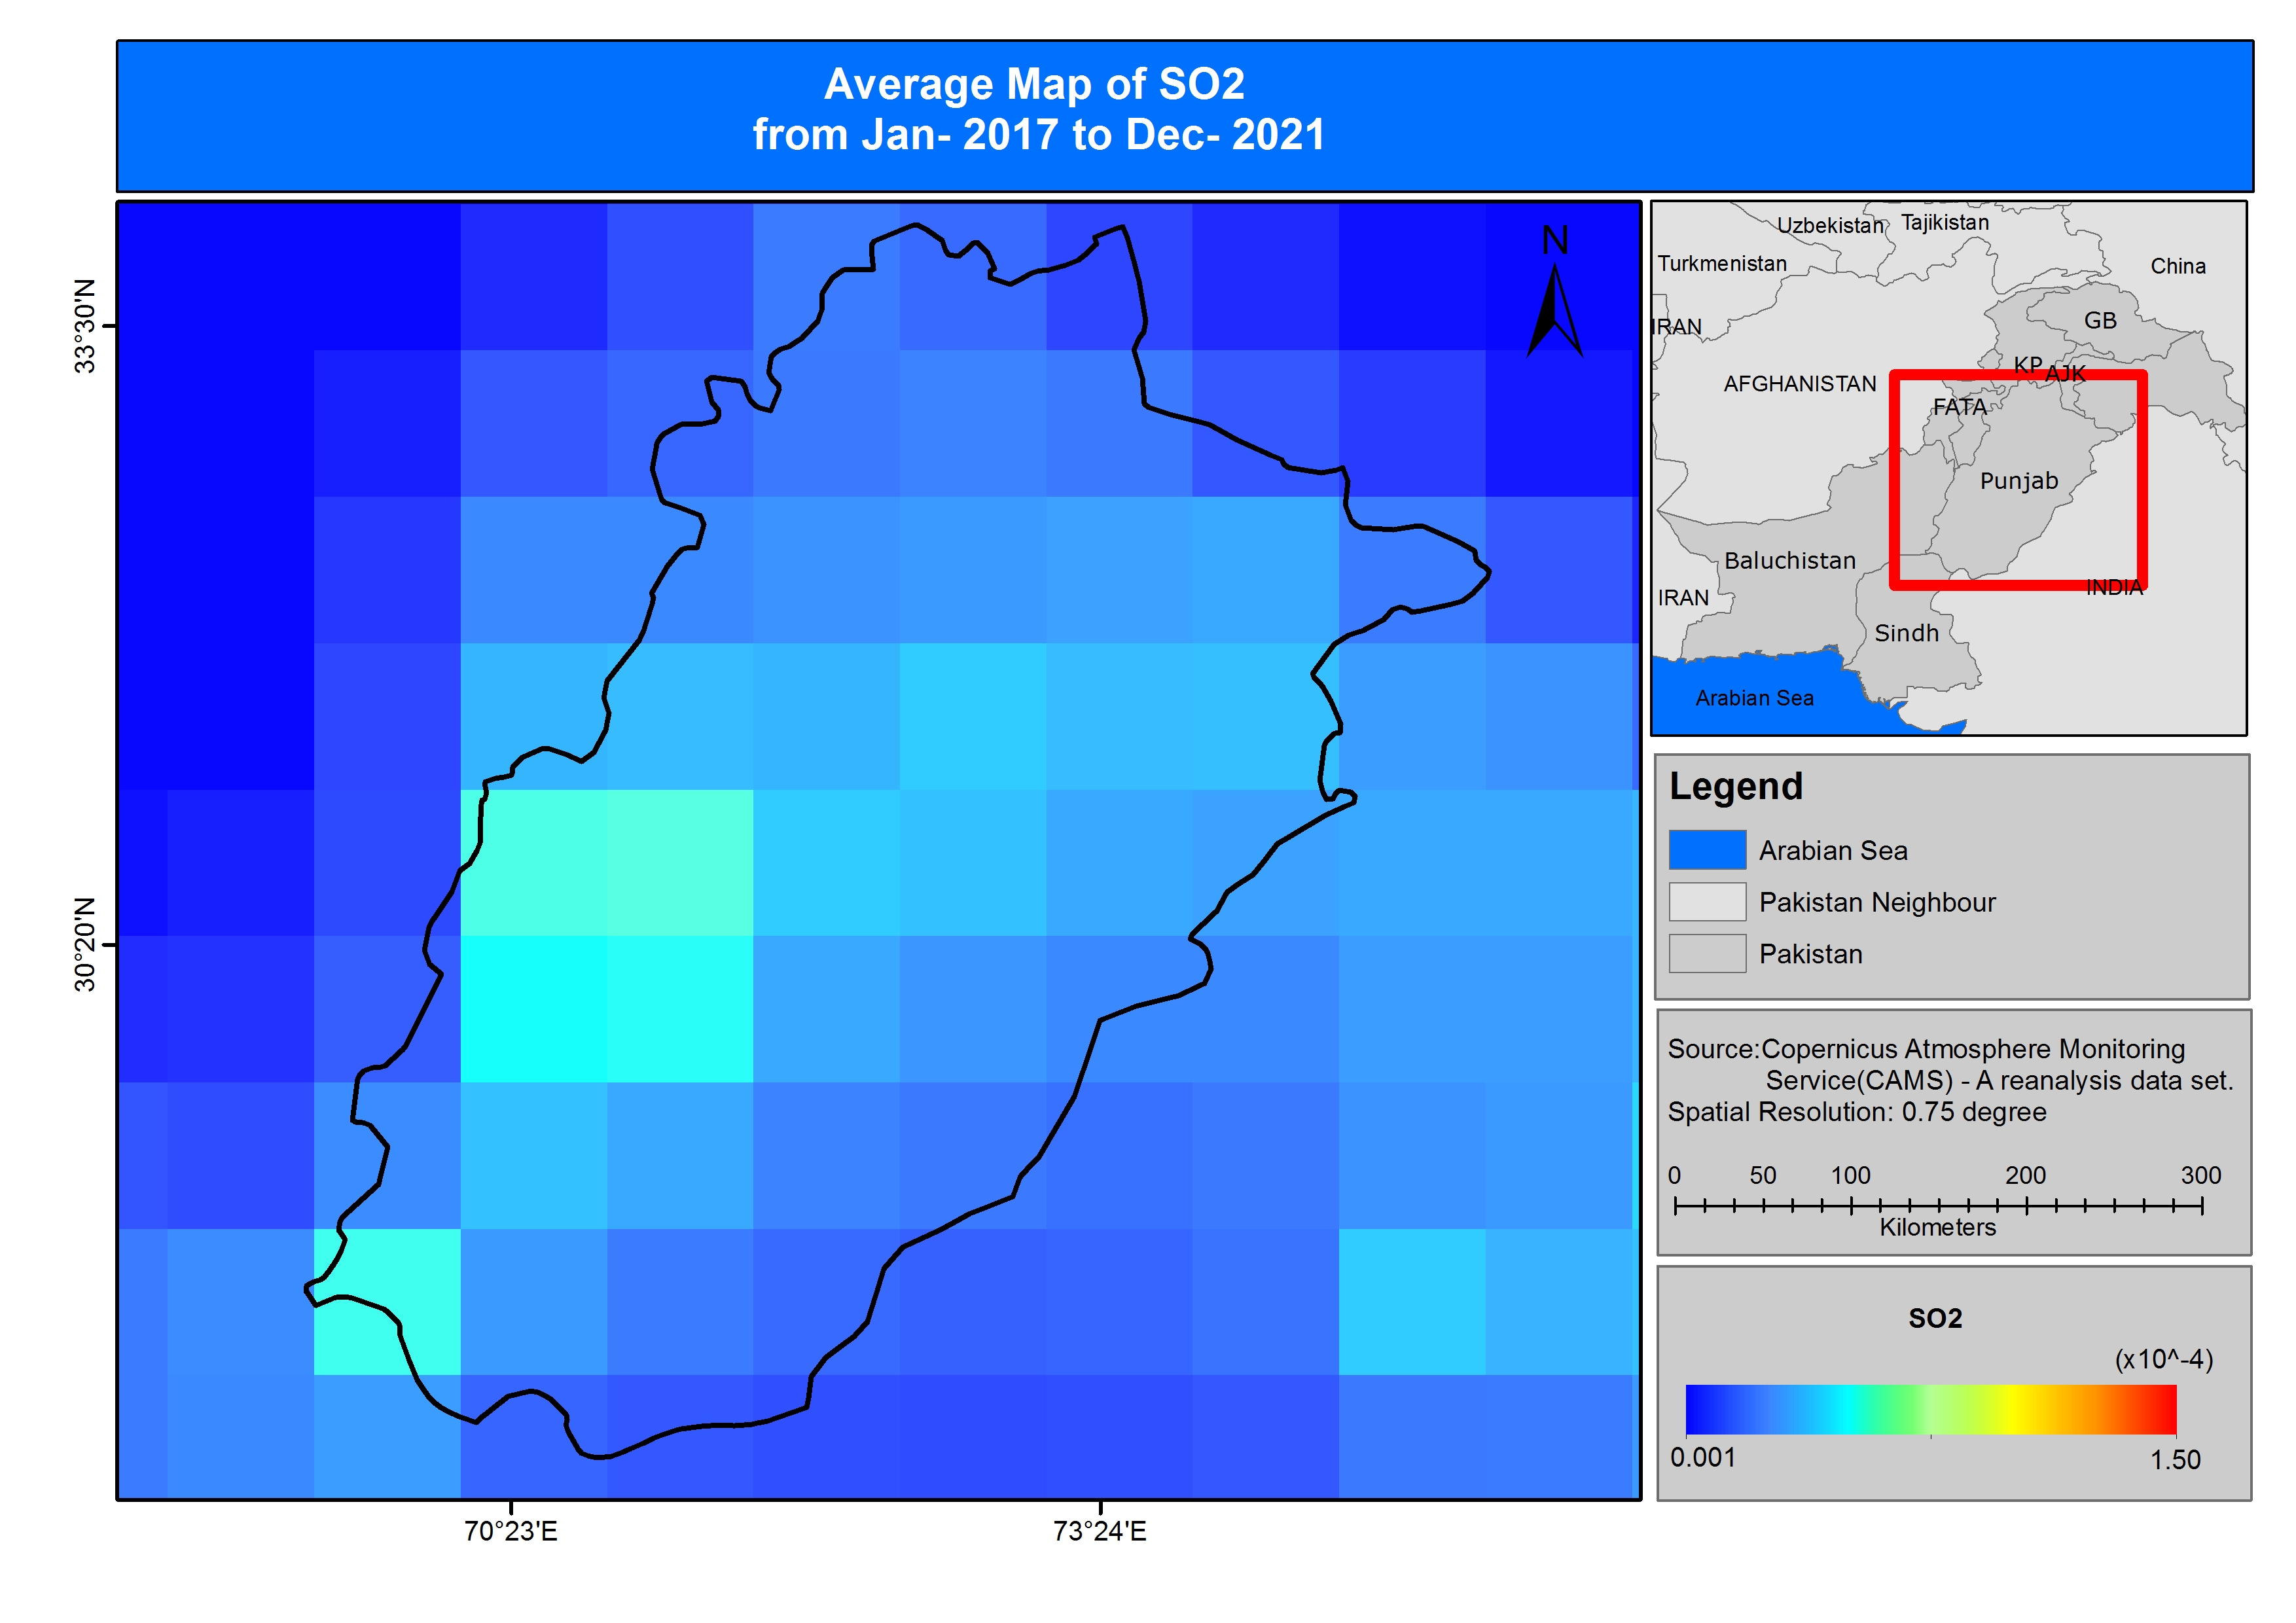 Average Map of SO2
from Jan- 2017 to Dec- 2021
33°30'N
30°20'N
70°23'E
73°24'E
N
Uzbekistan
Tajikistan
Turkmenistan
China
IRAN
GB
KP
AJK
AFGHANISTAN
FATA
Punjab
Baluchistan
IRAN
INDIA
Sindh
Arabian Sea
Legend
Arabian Sea
Pakistan Neighbour
Pakistan
Source:Copernicus Atmosphere Monitoring
Service(CAMS) - A reanalysis data set.
Spatial Resolution: 0.75 degree
0 50 100 200 300
Kilometers
SO2
(x10^-4)
0.001 1.50